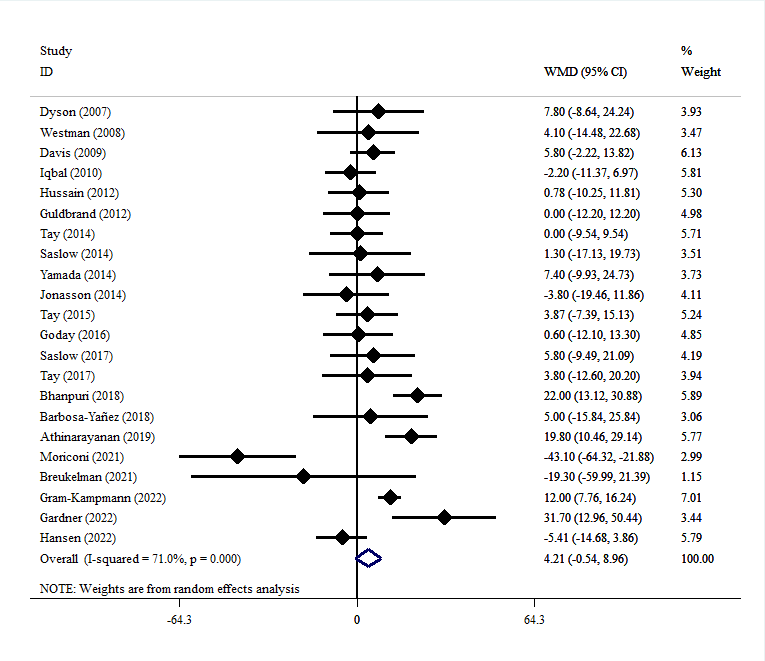 Study %
ID WMD (95% CI) Weight
Dyson (2007) 7.80 (-8.64, 24.24) 3.93
Westman (2008) 4.10 (-14.48, 22.68) 3.47
Davis (2009) 5.80 (-2.22, 13.82) 6.13
Iqbal (2010) -2.20 (-11.37, 6.97) 5.81
Hussain (2012) 0.78 (-10.25, 11.81) 5.30
Guldbrand (2012) 0.00 (-12.20, 12.20) 4.98
Tay (2014) 0.00 (-9.54, 9.54) 5.71
Saslow (2014) 1.30 (-17.13, 19.73) 3.51
Yamada (2014) 7.40 (-9.93, 24.73) 3.73
Jonasson (2014) -3.80 (-19.46, 11.86) 4.11
Tay (2015) 3.87 (-7.39, 15.13) 5.24
Goday (2016) 0.60 (-12.10, 13.30) 4.85
Saslow (2017) 5.80 (-9.49, 21.09) 4.19
Tay (2017) 3.80 (-12.60, 20.20) 3.94
Bhanpuri (2018) 22.00 (13.12, 30.88) 5.89
Barbosa-Yañez (2018) 5.00 (-15.84, 25.84) 3.06
Athinarayanan (2019) 19.80 (10.46, 29.14) 5.77
Moriconi (2021) -43.10 (-64.32, -21.88) 2.99
Breukelman (2021) -19.30 (-59.99, 21.39) 1.15
Gram-Kampmann (2022) 12.00 (7.76, 16.24) 7.01
Gardner (2022) 31.70 (12.96, 50.44) 3.44
Hansen (2022) -5.41 (-14.68, 3.86) 5.79
Overall (I-squared = 71.0%, p = 0.000) 4.21 (-0.54, 8.96) 100.00
NOTE: Weights are from random effects analysis
-64.3 0 64.3